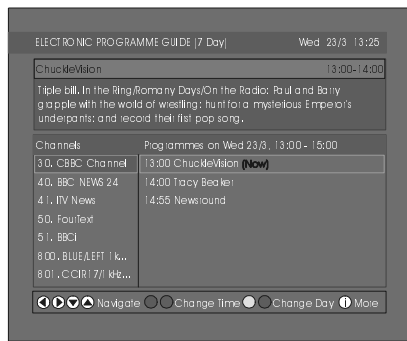 ELECTRONIC PROGRAMME GUIDE |7 Day| Wed 23/3 13:25
ChuckleVision 13:00-14:00
Triple bill. In the Ring/Romany Days/On the Radio: Paul and Barry
grapple with the world of wrestling: hunt for a mysterious Emperor's
underpants: and record their fist pop song.
Channels Programmes on Wed 23/3, 13:00 - 15:00
30. CBBC Channel 13:00 ChuckleVision (Now)
40. BBC NEWS 24 14:00 Tracy Beaker
41. ITV News 14:55 Newsround
50. FourText
51. BBCi
800. BLUE/LEFT 1k...
801. CCIR17/1kHz...
Navigate Change Time Change Day i More